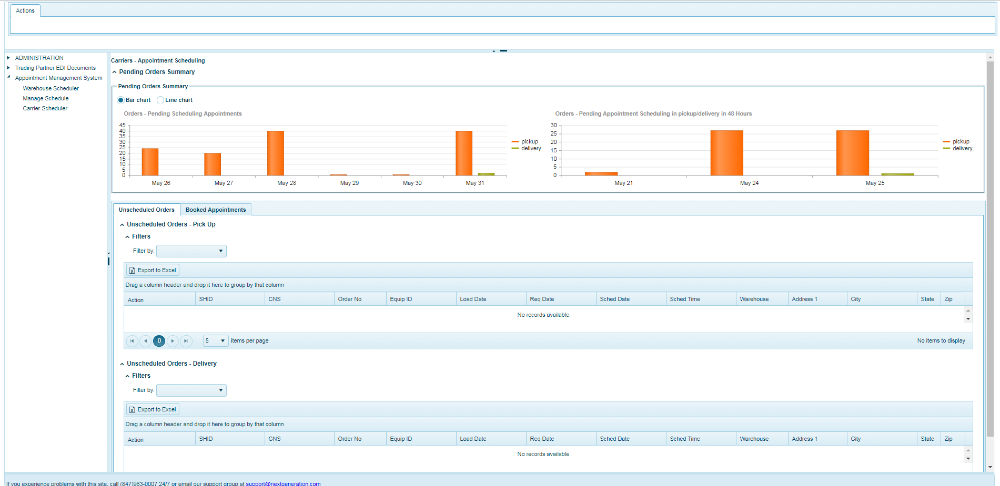 Actions
ADMINISTRATION
Trading Partner EDI Documents
Appointment Management System
Warehouse Scheduler
Manage Schedule
Carrier Scheduler
Carriers - Appointment Scheduling
Pending Orders Summary
Pending Orders Summary
Bar chart Line chart
Orders - Pending Scheduling Appointments
45
40
35
30
25
20
15
10
5
0
May 26 May 27 May 28 May 29 May 30 May 31
pickup
delivery
Orders - Pending Appointment Scheduling in pickup/delivery in 48 Hours
30
25
20
15
10
5
0
May 21 May 24 May 25
pickup
delivery
Unscheduled Orders Booked Appointments
Unscheduled Orders - Pick Up
Filters
Filter by:
Export to Excel
Drag a column header and drop it here to group by that column
Action SHID CNS Order No Equip ID Load Date Req Date Sched Date Sched Time Warehouse Address 1 City State Zip
No records available.
0 5 items per page No items to display
Unscheduled Orders - Delivery
Filters
Filter by:
Export to Excel
Drag a column header and drop it here to group by that column
Action SHID CNS Order No Equip ID Load Date Req Date Sched Date Sched Time Warehouse Address 1 City State Zip
No records available.
If you experience problems with this site, call (847)963-0007 24/7 or email our support group at support@nextgeneration.com